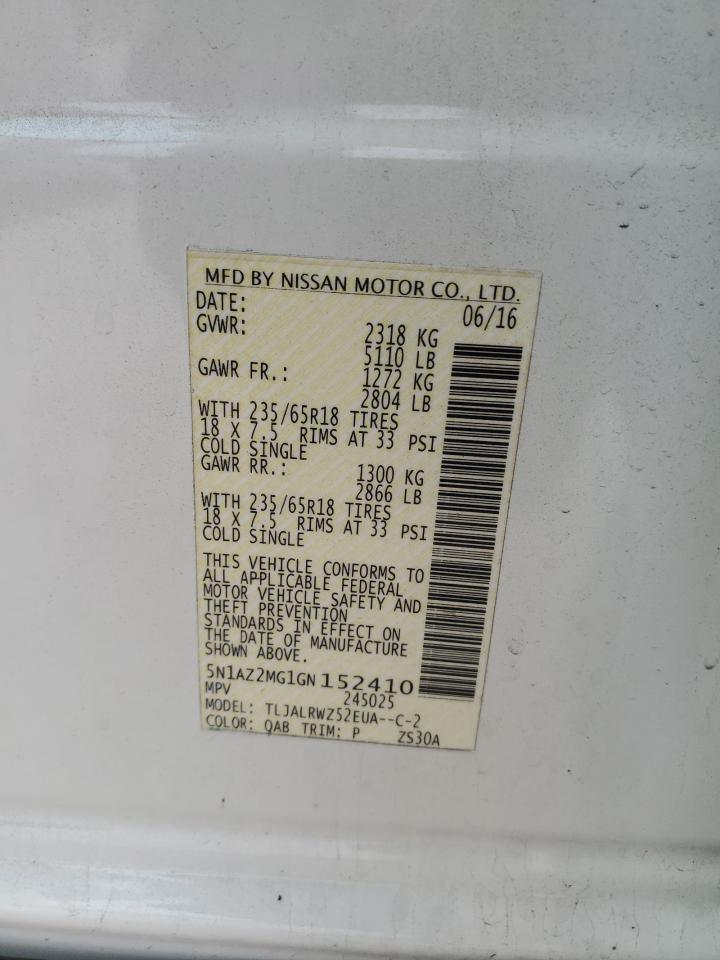 MFD BY NISSAN MOTOR CO., LTD.
DATE: 06/16
GVWR: 2318 KG
5110 LB
GAWR FR.: 1272 KG
2804 LB
WITH 235/65R18 TIRES
18 X 7.5 RIMS AT 33 PSI
COLD SINGLE
GAWR RR.: 1300 KG
2866 LB
WITH 235/65R18 TIRES
18 X 7.5 RIMS AT 33 PSI
COLD SINGLE
THIS VEHICLE CONFORMS TO
ALL APPLICABLE FEDERAL
MOTOR VEHICLE SAFETY AND
THEFT PREVENTION
STANDARDS IN EFFECT ON
THE DATE OF MANUFACTURE
SHOWN ABOVE.
5N1AZ2MG1GN152410
MPV 245025
MODEL: TLJALRWZ52EUA--C-2
COLOR: QAB TRIM: P ZS30A